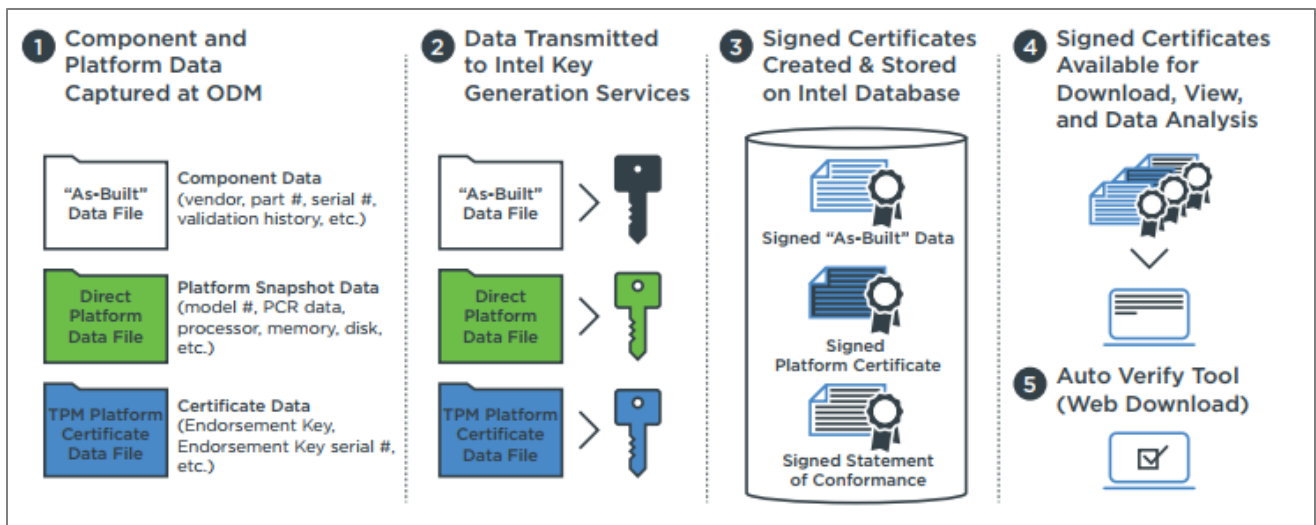 1 Component and
Platform Data
Captured at ODM
"As-Built"
Data File
Component Data
(vendor, part #, serial #,
validation history, etc.)
Direct
Platform
Data File
Platform Snapshot Data
(model #, PCR data,
processor, memory, disk,
etc.)
TPM Platform
Certificate
Data File
Certificate Data
(Endorsement Key,
Endorsement Key serial #,
etc.)
2 Data Transmitted
to Intel Key
Generation Services
"As-Built"
Data File
Direct
Platform
Data File
TPM Platform
Certificate
Data File
3 Signed Certificates
Created & Stored
on Intel Database
Signed "As-Built" Data
Signed
Platform Certificate
Signed Statement
of Conformance
4 Signed Certificates
Available for
Download, View,
and Data Analysis
5 Auto Verify Tool
(Web Download)